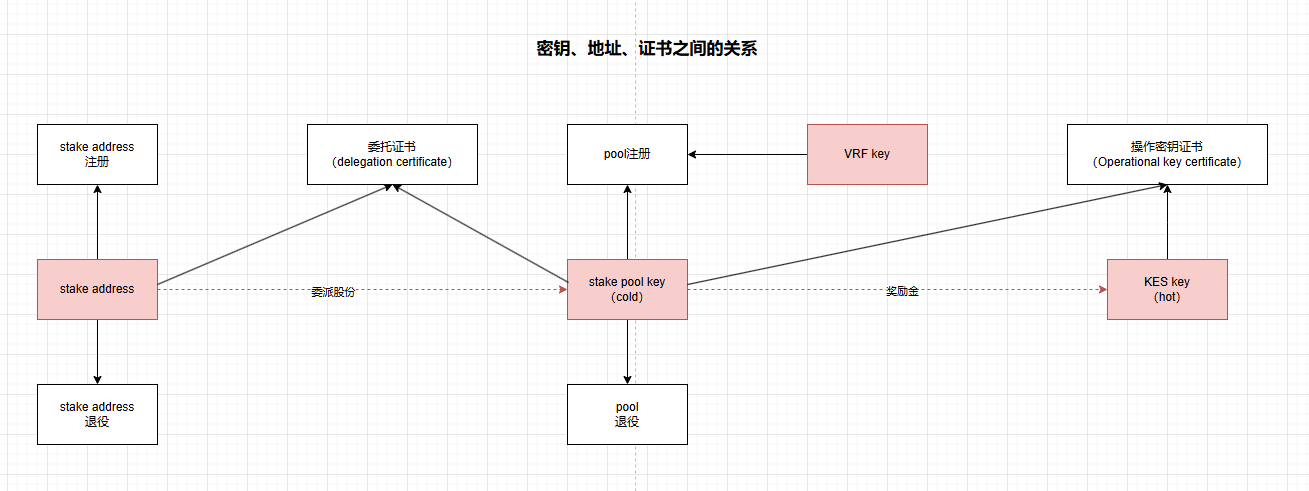 密钥、地址、证书之间的关系
stake address
注册
委托证书
（delegation certificate）
pool注册
VRF key
操作密钥证书
（Operational key certificate）
stake address
委派股份
stake pool key
（cold）
奖励金
KES key
（hot）
stake address
退役
pool
退役